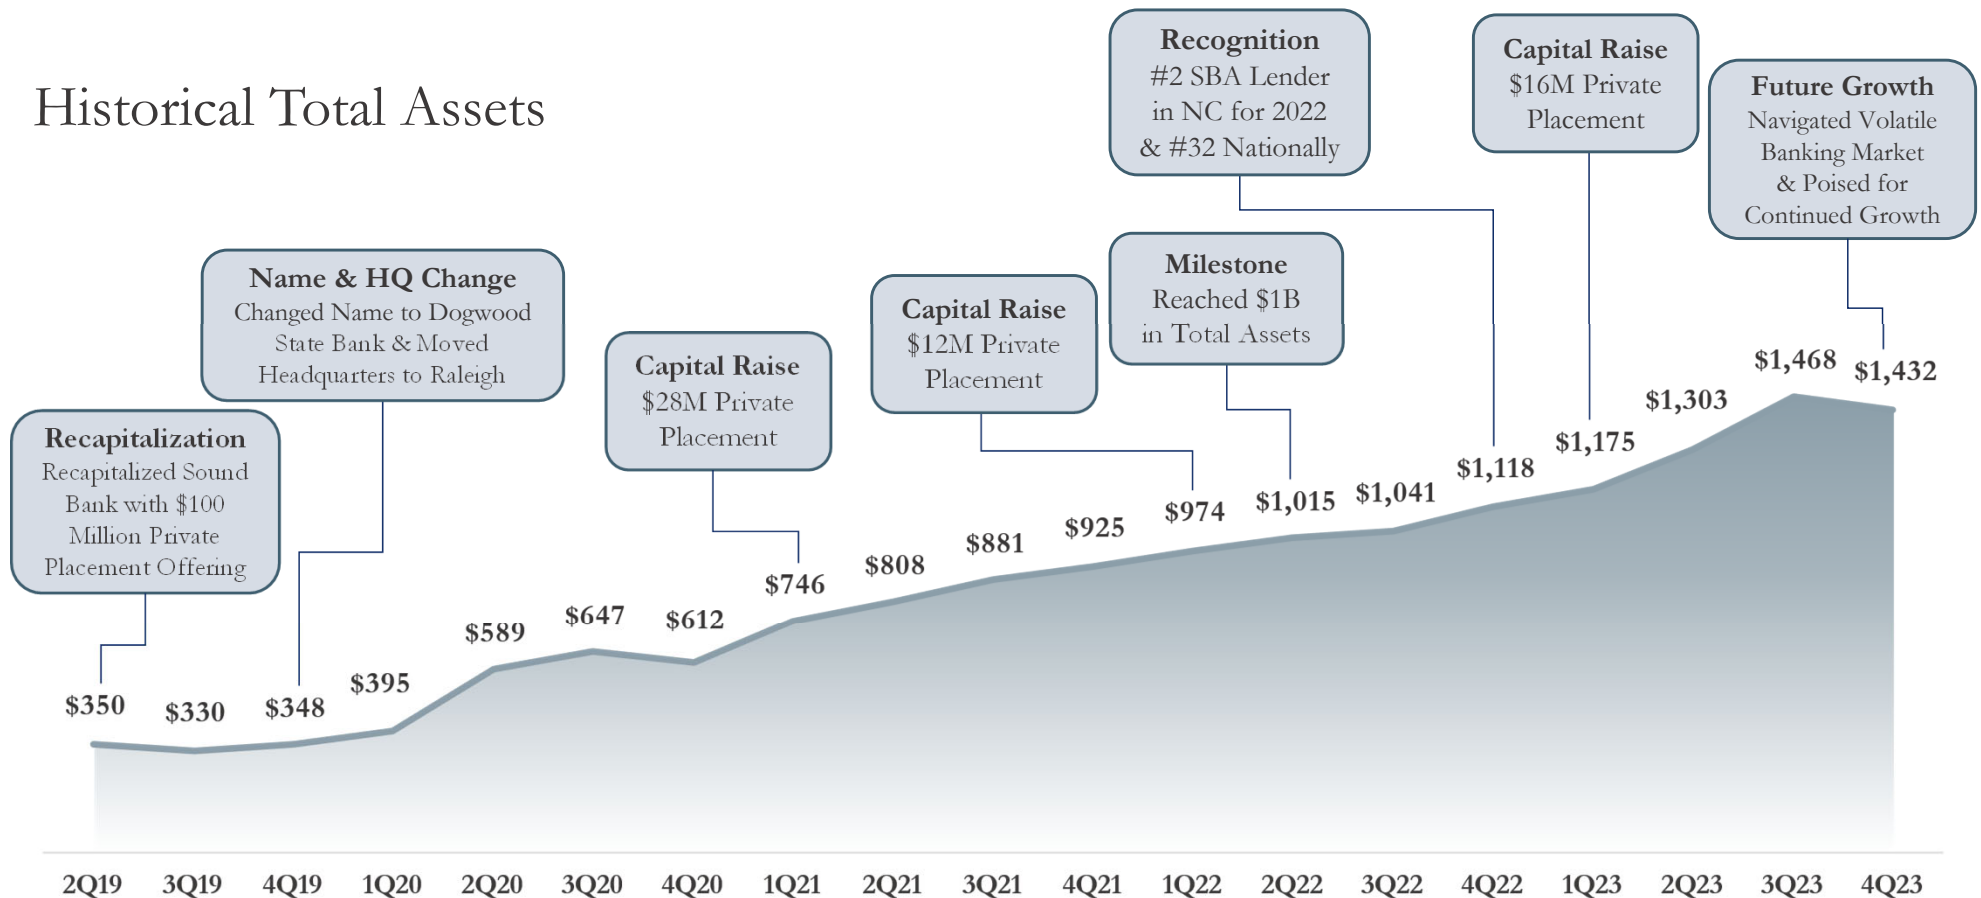 Historical Total Assets
Recapitalization
Recapitalized Sound
Bank with $100
Million Private
Placement Offering
Name & HQ Change
Changed Name to Dogwood
State Bank & Moved
Headquarters to Raleigh
Capital Raise
$28M Private
Placement
Capital Raise
$12M Private
Placement
Milestone
Reached $1B
in Total Assets
Recognition
#2 SBA Lender
in NC for 2022
& #32 Nationally
Capital Raise
$16M Private
Placement
Future Growth
Navigated Volatile
Banking Market
& Poised for
Continued Growth
$350
$330
$348
$395
$589
$647
$612
$746
$808
$881
$925
$974
$1,015
$1,041
$1,118
$1,175
$1,303
$1,468
$1,432
2Q19
3Q19
4Q19
1Q20
2Q20
3Q20
4Q20
1Q21
2Q21
3Q21
4Q21
1Q22
2Q22
3Q22
4Q22
1Q23
2Q23
3Q23
4Q23